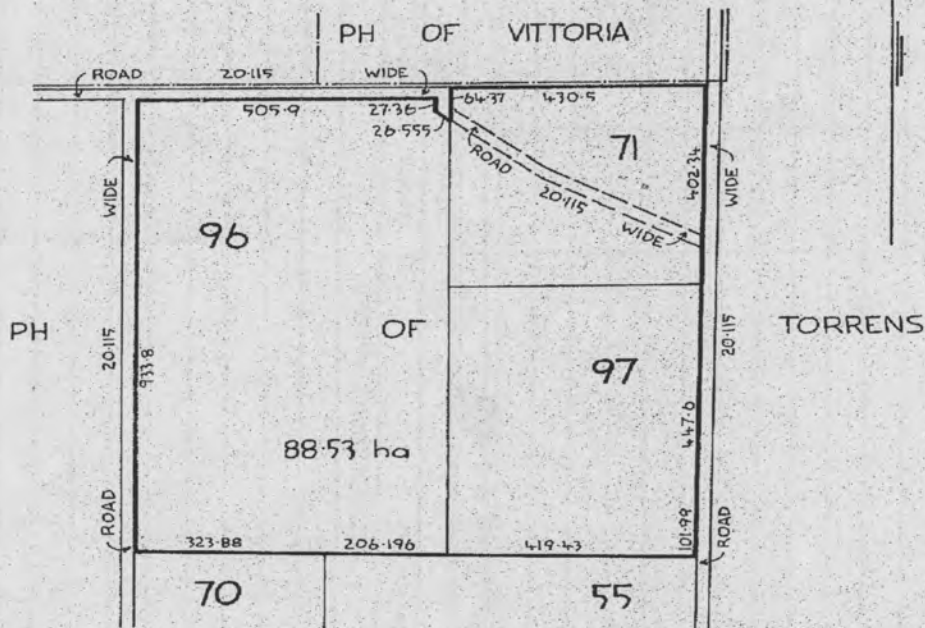 PH OF VITTORIA
ROAD 20·115 WIDE
505·9 27·36 64·37 430·5
26·555
71
ROAD
20·115
WIDE
402·34
WIDE
WIDE
96
PH OF TORRENS
20·115
933·8
20·115
97
447·6
88·53 ha
ROAD
101·99
ROAD
323·88 206·196 419·43
70 55